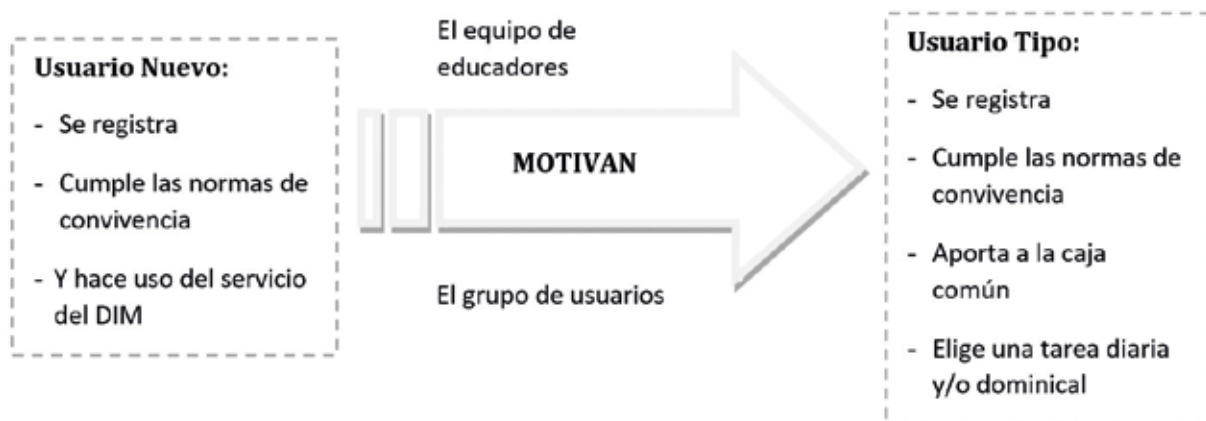 Usuario Nuevo:
- Se registra
- Cumple las normas de
convivencia
- Y hace uso del servicio
del DIM
El equipo de
educadores
MOTIVAN
El grupo de usuarios
Usuario Tipo:
- Se registra
- Cumple las normas de
convivencia
- Aporta a la caja
común
- Elige una tarea diaria
y/o dominical